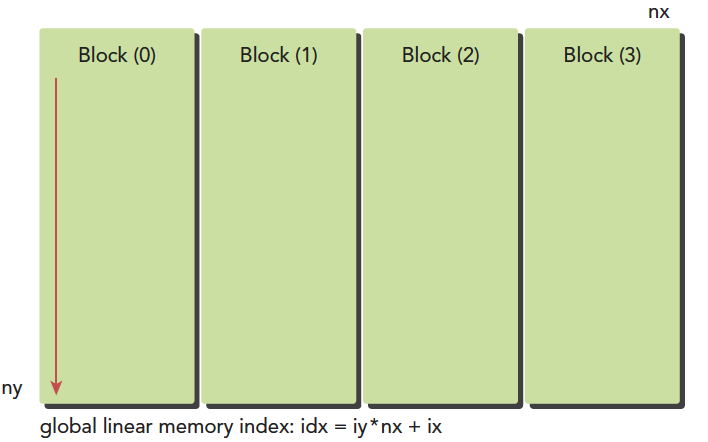 nx
Block (0) Block (1) Block (2) Block (3)
ny
global linear memory index: idx = iy*nx + ix